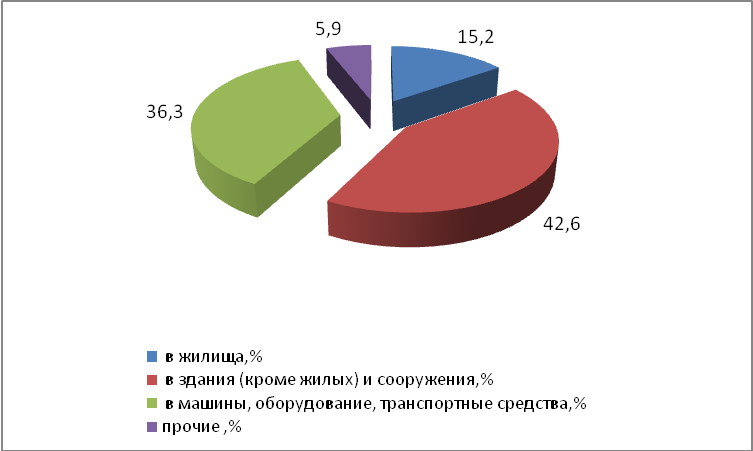 5,9
15,2
36,3
42,6
в жилища,%
в здания (кроме жилых) и сооружения,%
в машины, оборудование, транспортные средства,%
прочие ,%